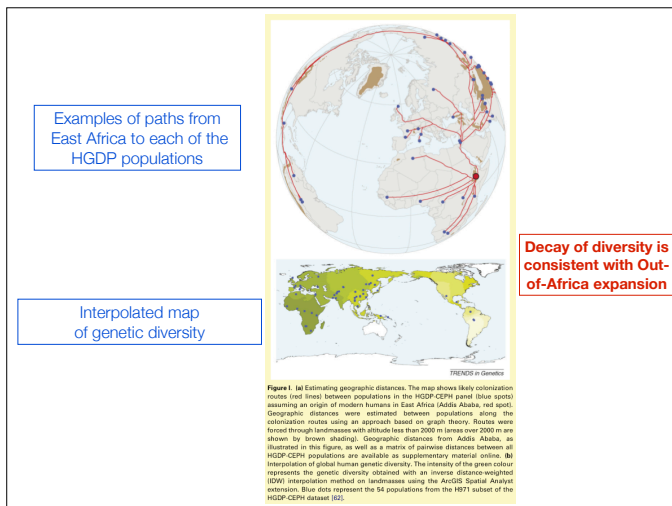 Examples of paths from
East Africa to each of the
HGDP populations
Decay of diversity is
consistent with Out-
of-Africa expansion
Interpolated map
of genetic diversity
TRENDS in Genetics
Figure I. (a) Estimating geographic distances. The map shows likely colonization
routes (red lines) between populations in the HGDP-CEPH panel (blue spots)
assuming an origin of modern humans in East Africa (Addis Ababa, red spot).
Geographic distances were estimated between populations along the
colonization routes using an approach based on graph theory. Routes were
forced through landmasses with altitude less than 2000 m (areas over 2000 m are
shown by brown shading). Geographic distances from Addis Ababa, as
illustrated in this figure, as well as a matrix of pairwise distances between all
HGDP-CEPH populations are available as supplementary material online. (b)
Interpolation of global human genetic diversity. The intensity of the green colour
represents the genetic diversity obtained with an inverse distance-weighted
(IDW) interpolation method on landmasses using the ArcGIS Spatial Analyst
extension. Blue dots represent the 54 populations from the H971 subset of the
HGDP-CEPH dataset [62].